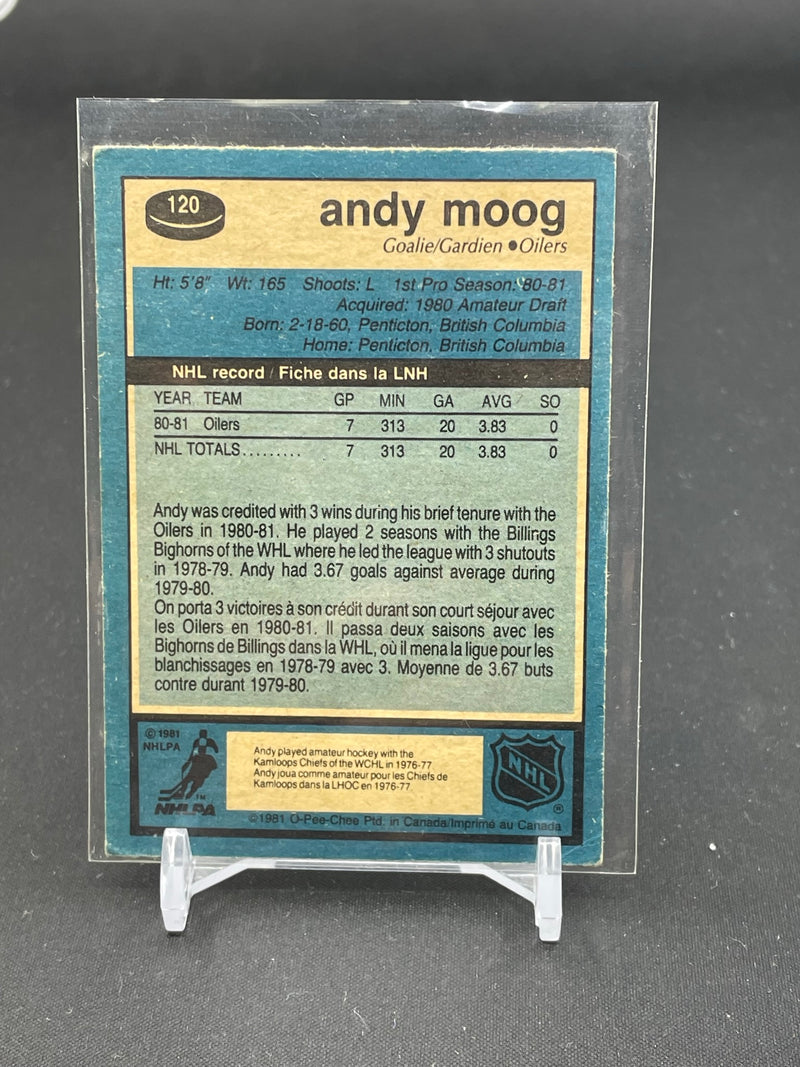 120
andy moog
Goalie/Gardien •Oilers
Ht: 5'8" Wt: 165 Shoots: L 1st Pro Season: 80-81
Acquired: 1980 Amateur Draft
Born: 2-18-60, Penticton, British Columbia
Home: Penticton, British Columbia
NHL record / Fiche dans la LNH
YEAR TEAM GP MIN GA AVG SO
80-81 Oilers 7 313 20 3.83 0
NHL TOTALS......... 7 313 20 3.83 0
Andy was credited with 3 wins during his brief tenure with the
Oilers in 1980-81. He played 2 seasons with the Billings
Bighorns of the WHL where he led the league with 3 shutouts
in 1978-79. Andy had 3.67 goals against average during
1979-80.
On porta 3 victoires à son crédit durant son court séjour avec
les Oilers en 1980-81. Il passa deux saisons avec les
Bighorns de Billings dans la WHL, où il mena la ligue pour les
blanchissages en 1978-79 avec 3. Moyenne de 3.67 buts
contre durant 1979-80.
© 1981
NHLPA
TM
NHLPA
Andy played amateur hockey with the
Kamloops Chiefs of the WCHL in 1976-77
Andy joua comme amateur pour les Chiefs de
Kamloops dans la LHOC en 1976-77
NHL
®
©1981 O-Pee-Chee Ptd. in Canada/Imprimé au Canada